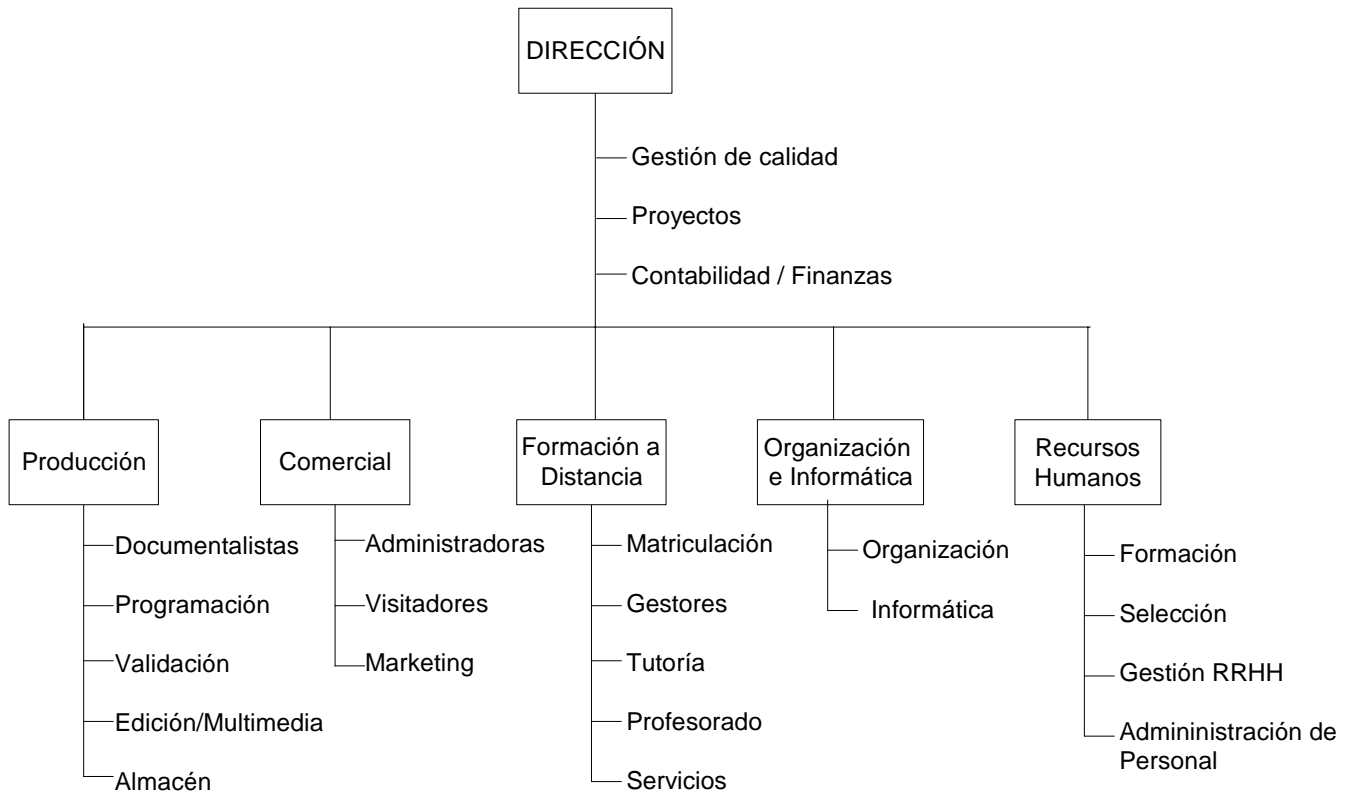 DIRECCIÓN
Gestión de calidad
Proyectos
Contabilidad / Finanzas
Producción
Documentalistas
Programación
Validación
Edición/Multimedia
Almacén
Comercial
Administradoras
Visitadores
Marketing
Formación a
Distancia
Matriculación
Gestores
Tutoría
Profesorado
Servicios
Organización
e Informática
Organización
Informática
Recursos
Humanos
Formación
Selección
Gestión RRHH
Admininistración de
Personal